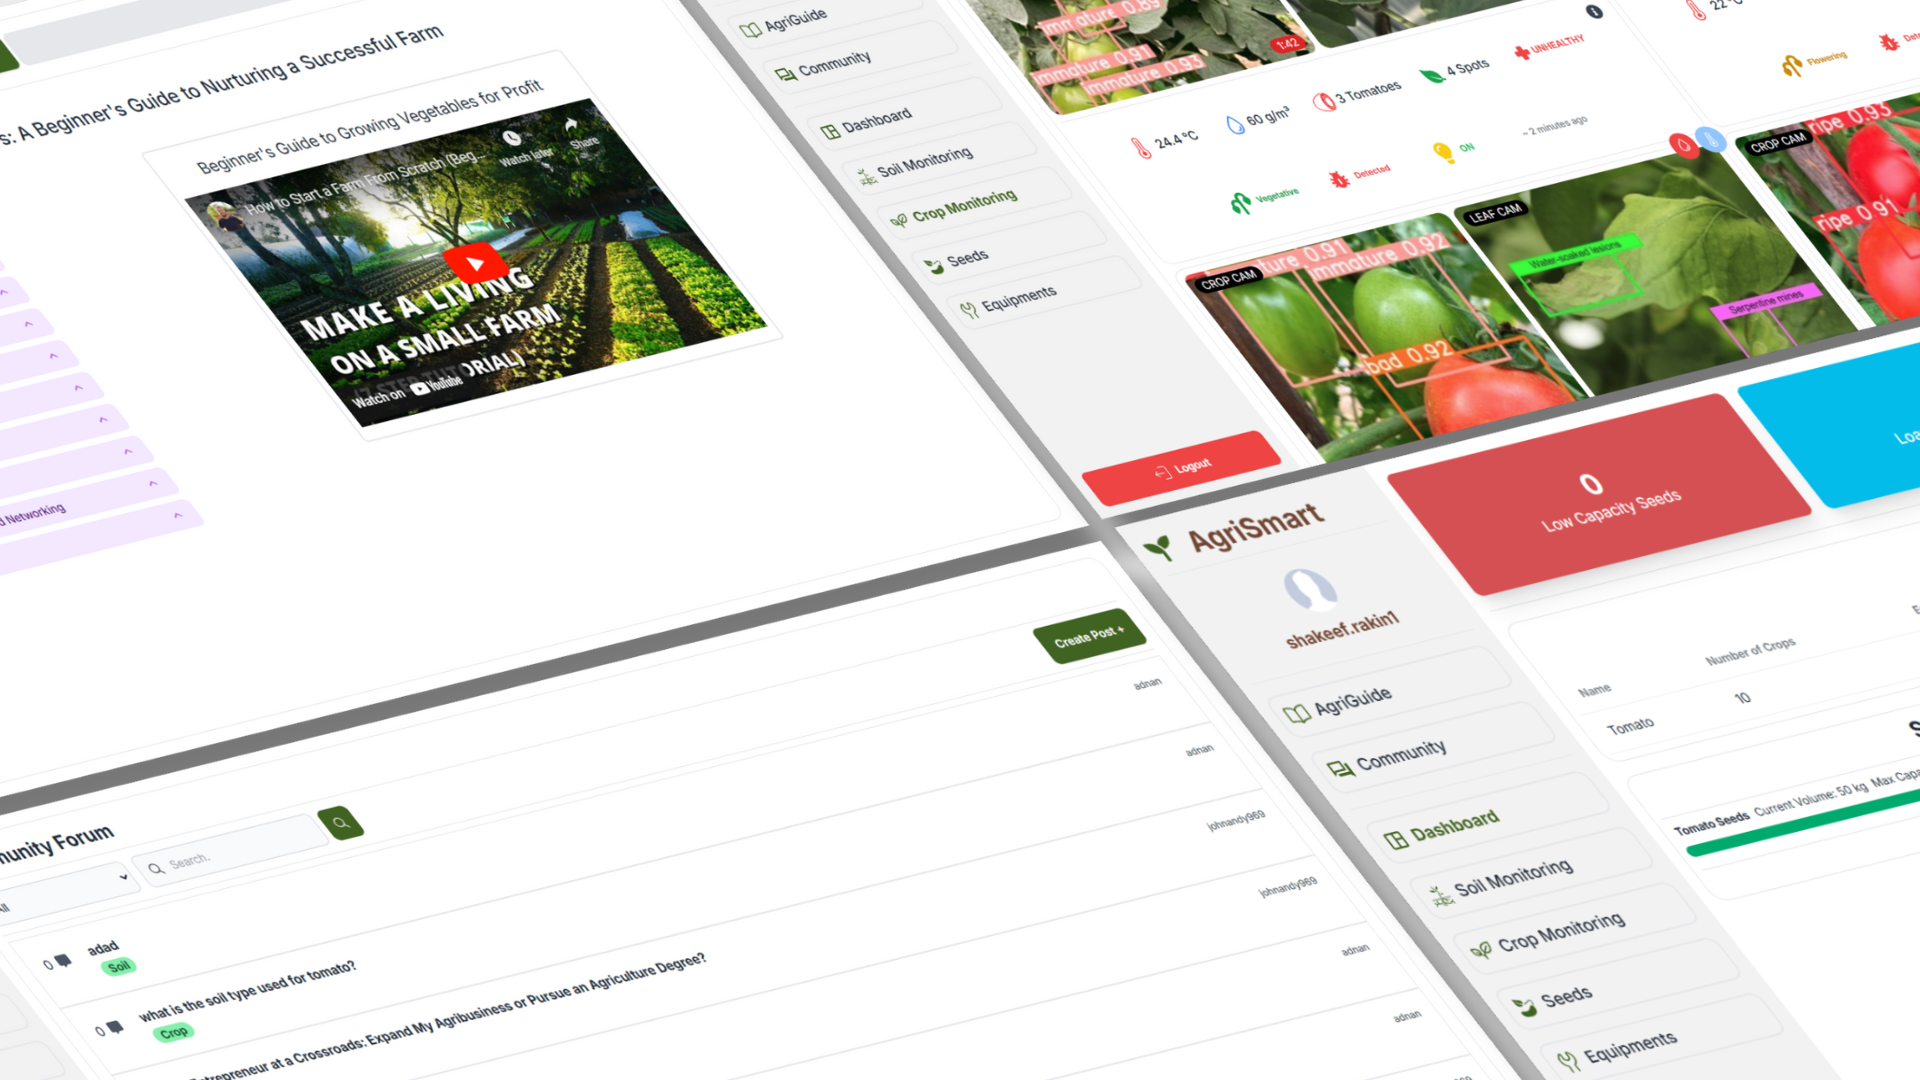 s: A Beginner's Guide to Nurturing a Successful Farm
Beginner's Guide to Growing Vegetables for Profit
How to Start a Farm From Scratch (Beg...
Watch later
Share
MAKE A LIVING
ON A SMALL FARM
Watch on YouTube
d Networking
AgriGuide
Community
Dashboard
Soil Monitoring
Crop Monitoring
Seeds
Equipments
Logout
immature 0.89
immature 0.91
immature 0.93
1:42
24.4 °C
60 g/m³
3 Tomatoes
4 Spots
UNHEALTHY
Vegetative
Detected
ON
~ 2 minutes ago
22 °C
Flowering
CROP CAM
ture 0.91
immature 0.92
bad 0.92
LEAF CAM
Water-soaked lesions
Serpentine mines
CROP CAM
ripe 0.93
ripe 0.91
munity Forum
All
Search.
Create Post +
0
adad
Soil
adnan
0
what is the soil type used for tomato?
Crop
adnan
Entrepreneur at a Crossroads: Expand My Agribusiness or Pursue an Agriculture Degree?
johnandy969
johnandy969
adnan
adnan
AgriSmart
shakeef.rakin1
AgriGuide
Community
Dashboard
Soil Monitoring
Crop Monitoring
Seeds
Equipments
0
Low Capacity Seeds
Loa
Name
Number of Crops
Tomato
10
S
Tomato Seeds Current Volume: 50 kg Max Capa